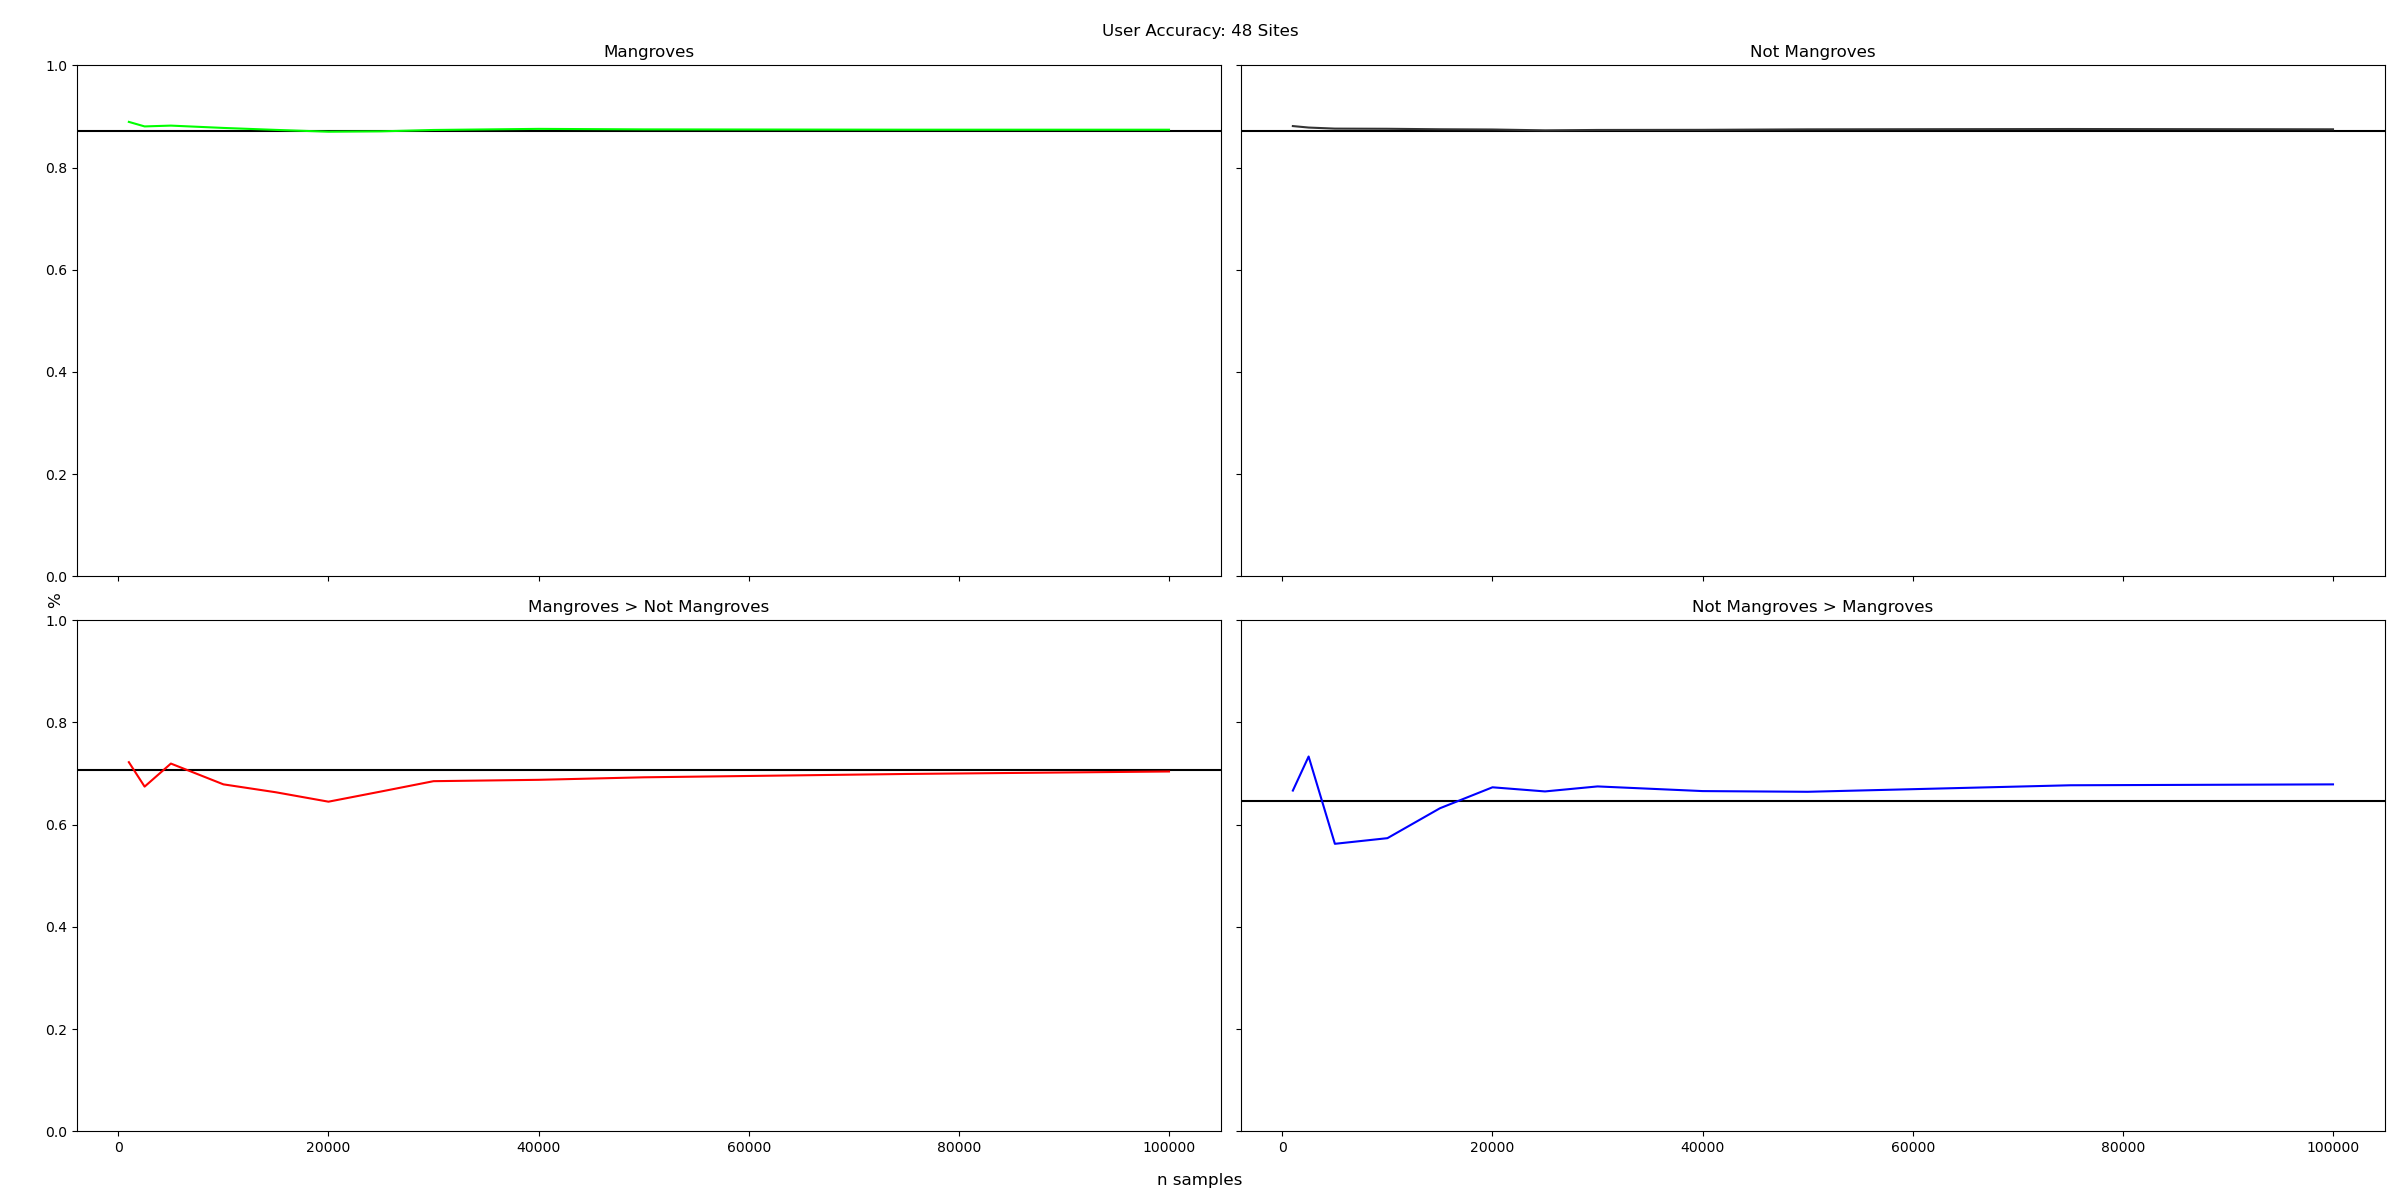 User Accuracy: 48 Sites
Mangroves
Not Mangroves
1.0
0.8
0.6
0.4
0.2
0.0
%
Mangroves > Not Mangroves
Not Mangroves > Mangroves
1.0
0.8
0.6
0.4
0.2
0.0
0 20000 40000 60000 80000 100000
0 20000 40000 60000 80000 100000
n samples